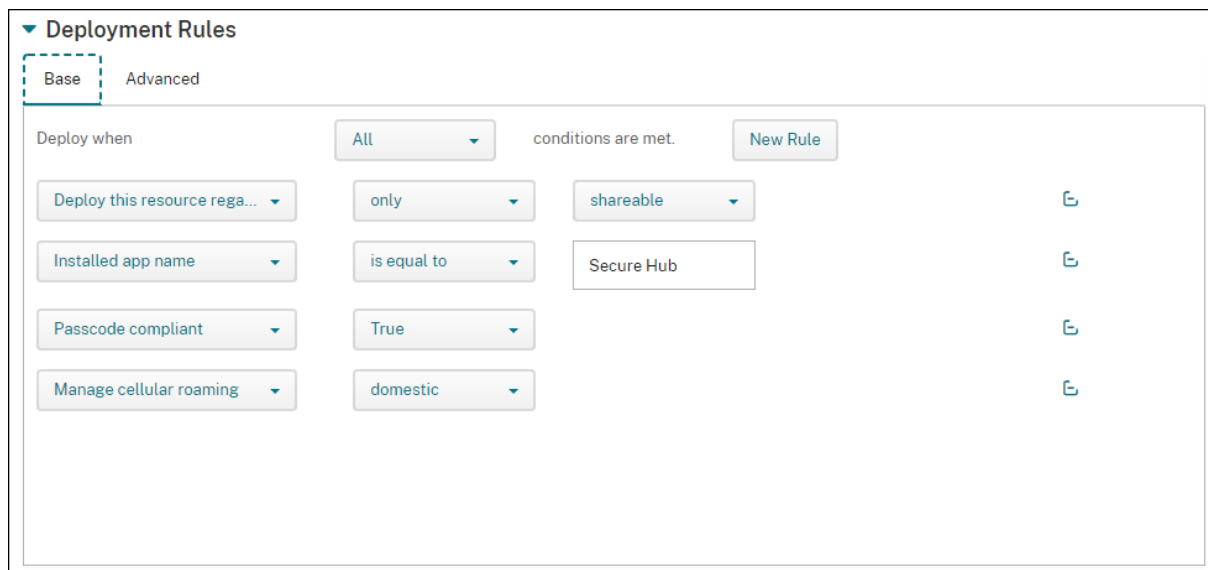 Deployment Rules
Base Advanced
Deploy when All conditions are met. New Rule
Deploy this resource rega... only shareable
Installed app name is equal to Secure Hub
Passcode compliant True
Manage cellular roaming domestic